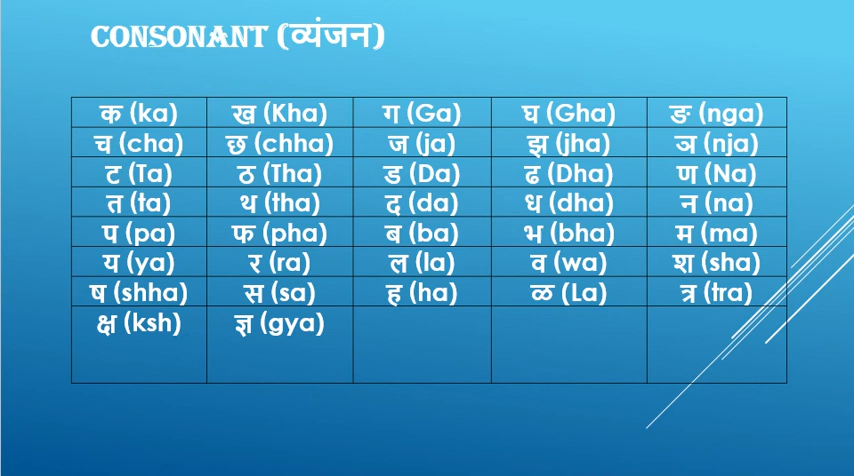 CONSONANT (व्यंजन)
क (ka) ख (Kha) ग (Ga) घ (Gha) ङ (nga)
च (cha) छ (chha) ज (ja) झ (jha) ञ (nja)
ट (Ta) ठ (Tha) ड (Da) ढ (Dha) ण (Na)
त (ta) थ (tha) द (da) ध (dha) न (na)
प (pa) फ (pha) ब (ba) भ (bha) म (ma)
य (ya) र (ra) ल (la) व (wa) श (sha)
ष (shha) स (sa) ह (ha) ळ (La) त्र (tra)
क्ष (ksh) ज्ञ (gya)